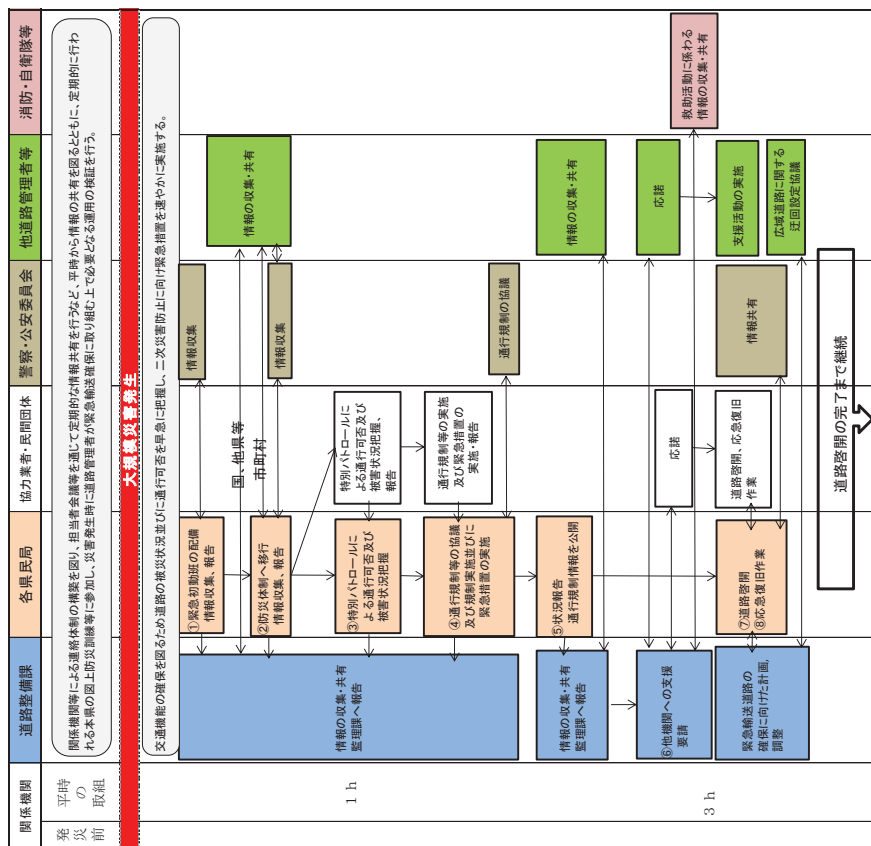 関係機関
道路整備課
各県民局
協力業者・民間団体
警察・公安委員会
他道路管理者等
消防・自衛隊等
発災前
平時の取組
関係機関等による連絡体制の構築を図り、担当者会議等を通じて定期的な情報共有を行うなど、平時から情報の共有を図るとともに、定期的に行わ
れる本県の図上防災訓練等に参加し、災害発生時に道路管理者が緊急輸送確保に取り組む上で必要となる運用の検証を行う。
大規模災害発生
交通機能の確保を図るため道路の被災状況並びに通行可否を早急に把握し、二次災害防止に向け緊急措置を速やかに実施する。
1ｈ
情報の収集・共有
監理課へ報告
①緊急初動班の配備
情報収集、報告
情報収集
国、他県等
市町村
情報の収集・共有
②防災体制へ移行
情報収集、報告
情報収集
③特別パトロールに
よる通行可否及び
被害状況把握
特別パトロールに
よる通行可否及び
被害状況把握、
報告
④通行規制等の協議
及び規制実施並びに
緊急措置の実施
通行規制等の実施
及び緊急措置の
実施・報告
通行規制の協議
情報の収集・共有
監理課へ報告
⑤状況報告
通行規制情報を公開
情報の収集・共有
3ｈ
⑥他機関への支援
要請
応諾
応諾
救助活動に係わる
情報の収集・共有
緊急輸送道路の
確保に向けた計画,
調整
⑦道路啓開
⑧応急復旧作業
道路啓開、応急復旧
作業
情報共有
支援活動の実施
広域道路に関する
迂回設定協議
道路啓開の完了まで継続